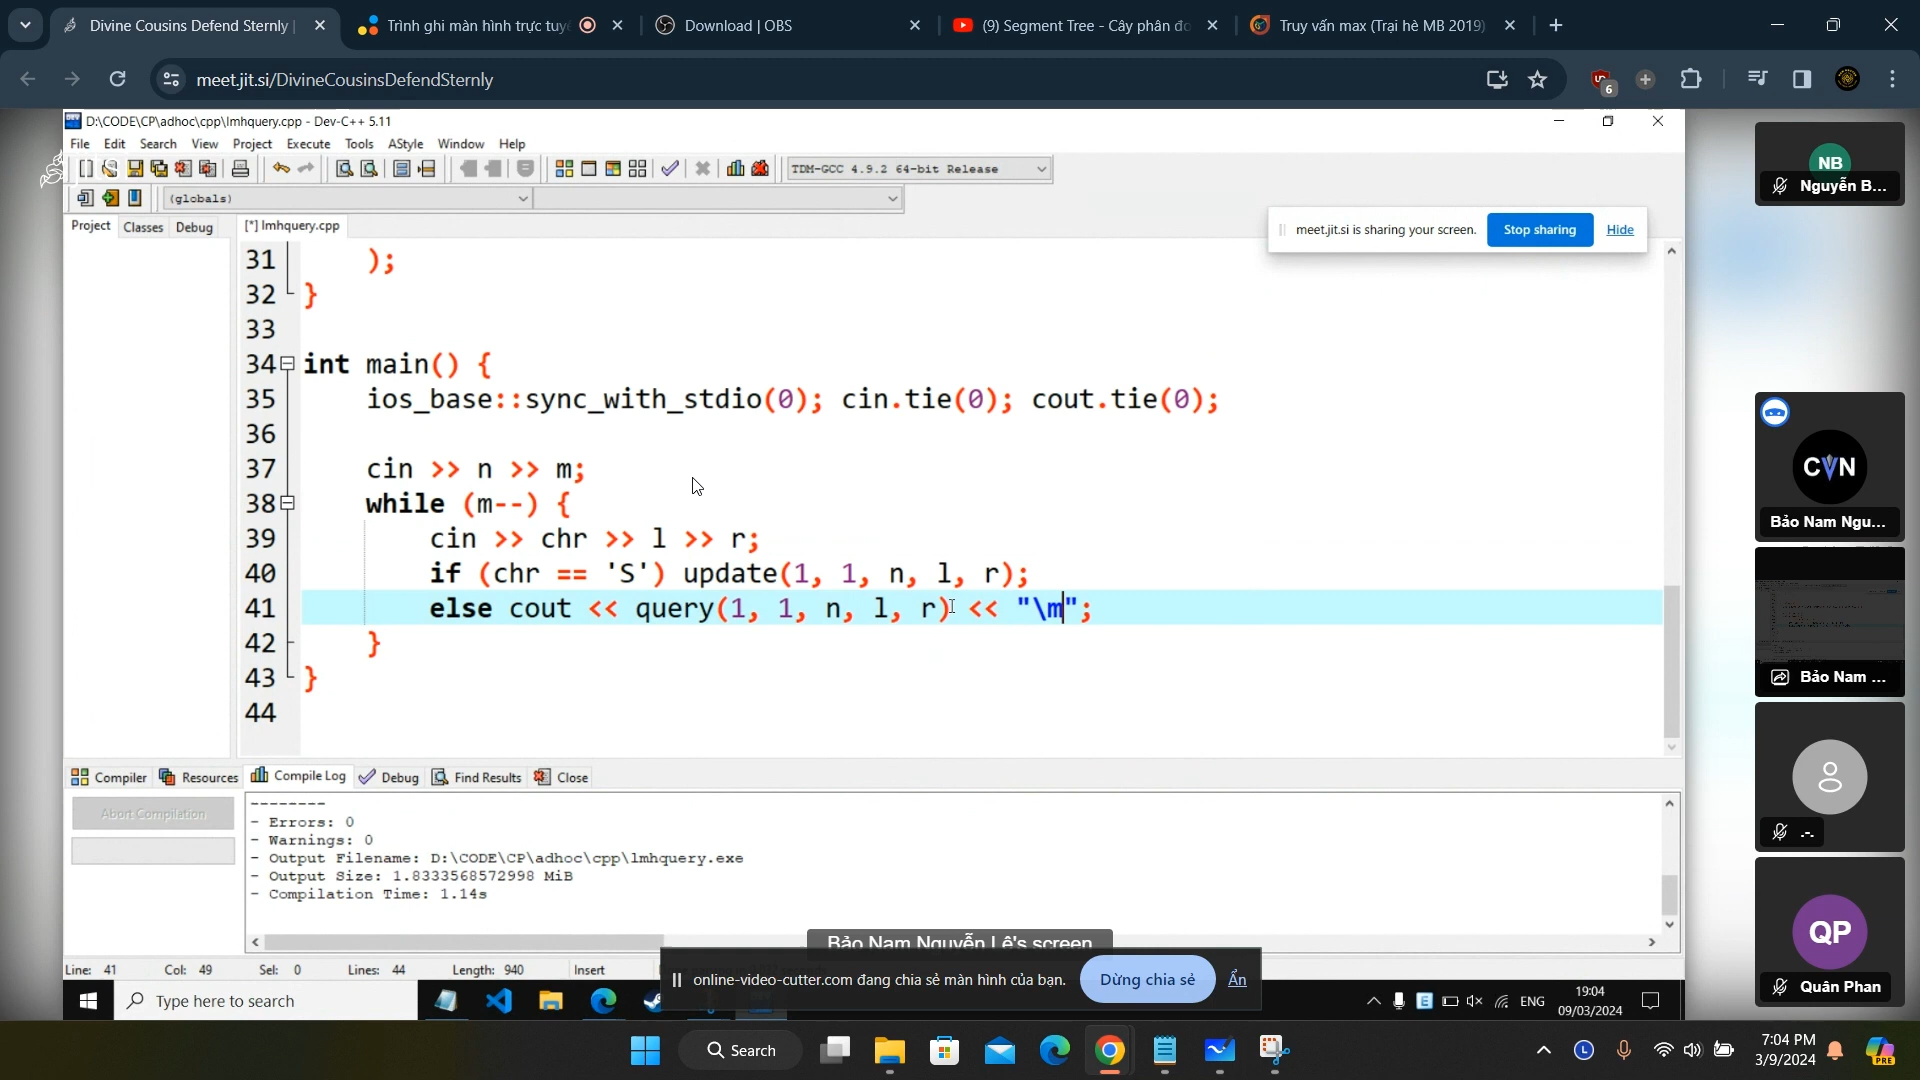 Divine Cousins Defend Sternly |
Trình ghi màn hình trực tuyế
Download | OBS
(9) Segment Tree - Cây phân đo
Truy vấn max (Trại hè MB 2019)
meet.jit.si/DivineCousinsDefendSternly
6
D:\CODE\CP\adhoc\cpp\lmhquery.cpp - Dev-C++ 5.11
File Edit Search View Project Execute Tools AStyle Window Help
TDM-GCC 4.9.2 64-bit Release
(globals)
Project Classes Debug
[*] lmhquery.cpp
meet.jit.si is sharing your screen. Stop sharing Hide
31 );
32 }
33
34 int main() {
35 ios_base::sync_with_stdio(0); cin.tie(0); cout.tie(0);
36
37 cin >> n >> m;
38 while (m--) {
39 cin >> chr >> l >> r;
40 if (chr == 'S') update(1, 1, n, l, r);
41 else cout << query(1, 1, n, l, r) << "\m";
42 }
43 }
44
Compiler Resources Compile Log Debug Find Results Close
Abort Compilation
--------
- Errors: 0
- Warnings: 0
- Output Filename: D:\CODE\CP\adhoc\cpp\lmhquery.exe
- Output Size: 1.8333568572998 MiB
- Compilation Time: 1.14s
Bảo Nam Nguyễn Lê's screen
Line: 41 Col: 49 Sel: 0 Lines: 44 Length: 940 Insert
online-video-cutter.com đang chia sẻ màn hình của bạn. Dừng chia sẻ Ẩn
Type here to search
ENG
19:04
09/03/2024
NB
Nguyễn B...
CVN
Bảo Nam Ngu...
Bảo Nam ...
.-.
QP
Quân Phan
Search
7:04 PM
3/9/2024
PRE